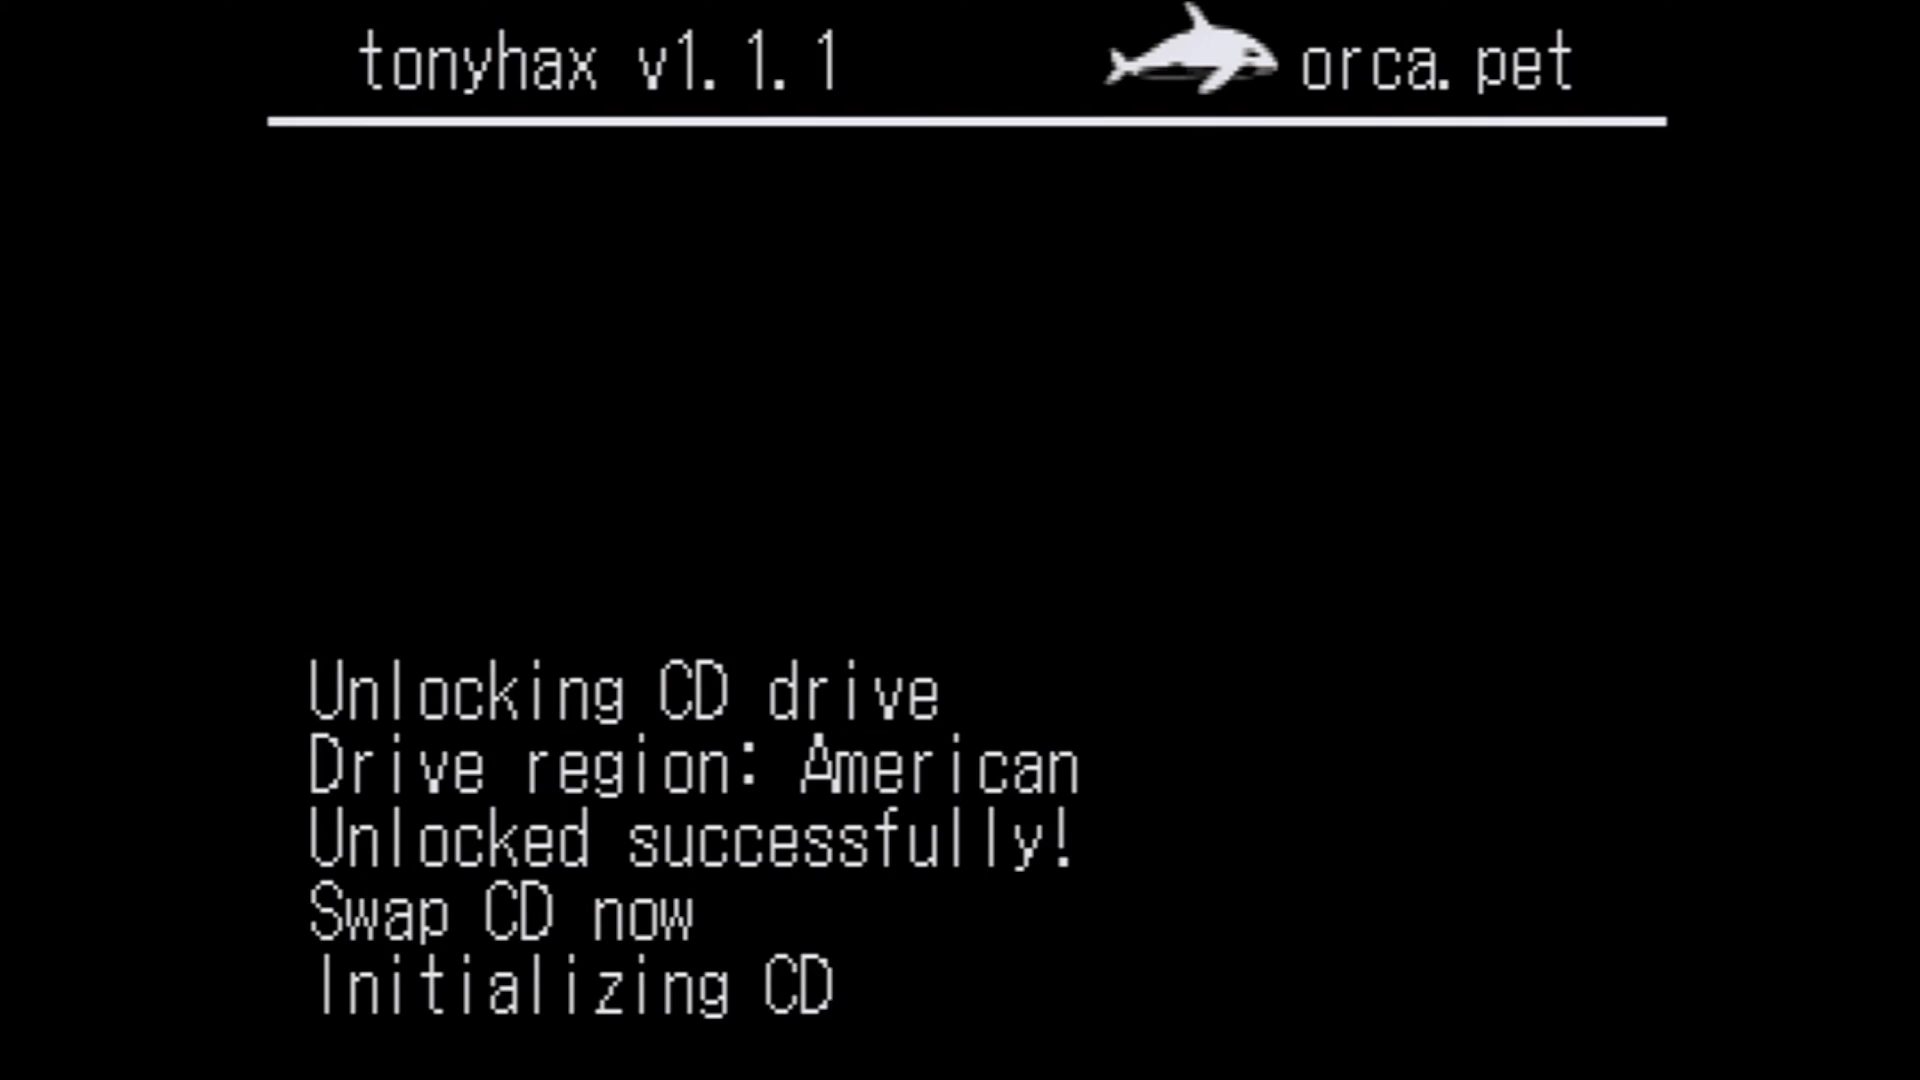 tonyhax v1.1.1
orca.pet
Unlocking CD drive
Drive region: American
Unlocked successfully!
Swap CD now
Initializing CD